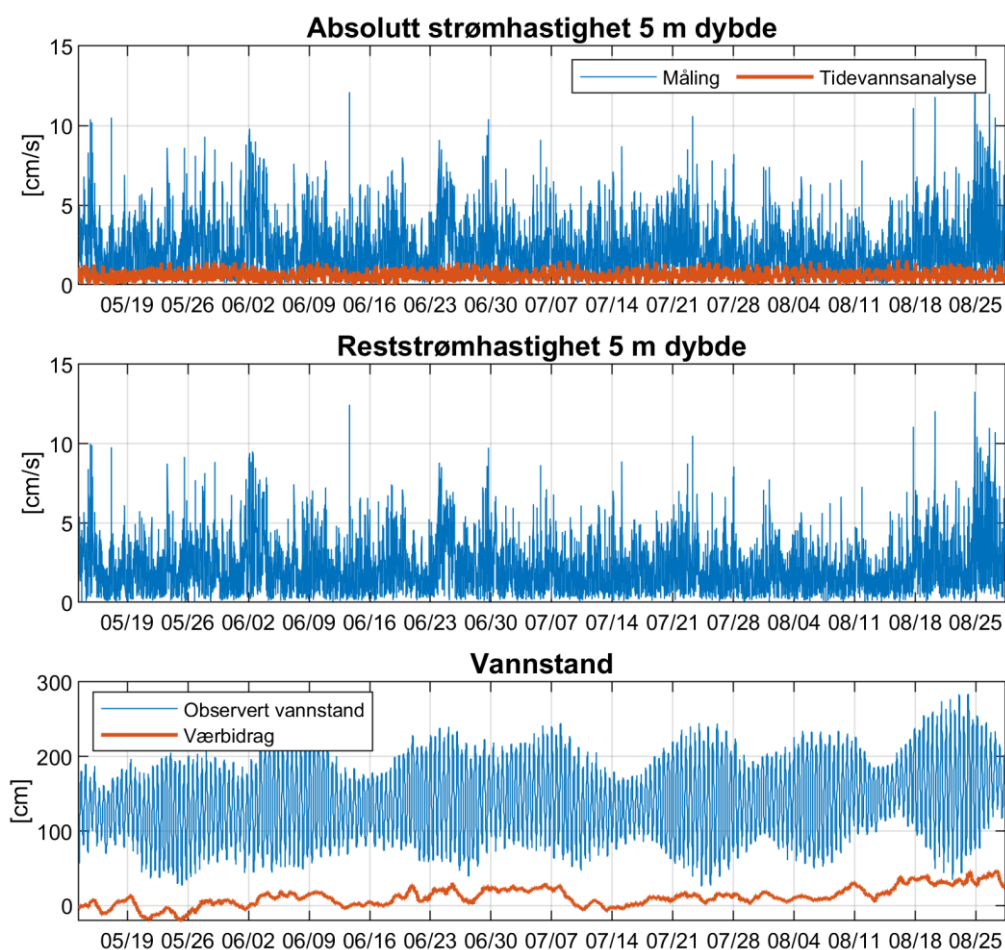 Absolutt strømhastighet 5 m dybde
15
10
5
0
[cm/s]
Måling
Tidevannsanalyse
05/19 05/26 06/02 06/09 06/16 06/23 06/30 07/07 07/14 07/21 07/28 08/04 08/11 08/18 08/25
Reststrømhastighet 5 m dybde
15
10
5
0
[cm/s]
05/19 05/26 06/02 06/09 06/16 06/23 06/30 07/07 07/14 07/21 07/28 08/04 08/11 08/18 08/25
Vannstand
300
200
100
0
[cm]
Observert vannstand
Værbidrag
05/19 05/26 06/02 06/09 06/16 06/23 06/30 07/07 07/14 07/21 07/28 08/04 08/11 08/18 08/25